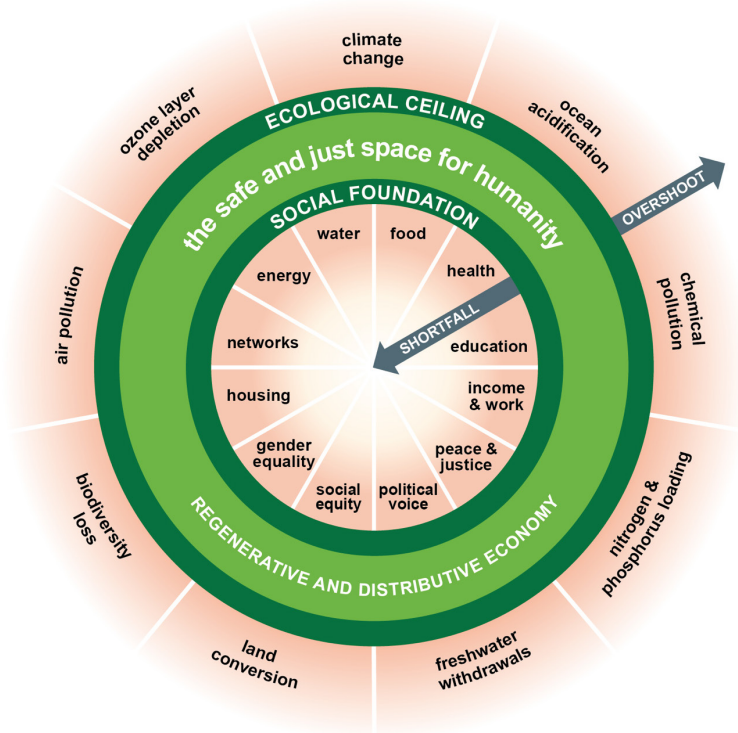 climate
change
ocean
acidification
chemical
pollution
nitrogen &
phosphorus loading
freshwater
withdrawals
land
conversion
biodiversity
loss
air pollution
ozone layer
depletion
ECOLOGICAL CEILING
the safe and just space for humanity
SOCIAL FOUNDATION
OVERSHOOT
SHORTFALL
water
food
health
education
income
& work
peace &
justice
political
voice
social
equity
gender
equality
housing
networks
energy
REGENERATIVE AND DISTRIBUTIVE ECONOMY